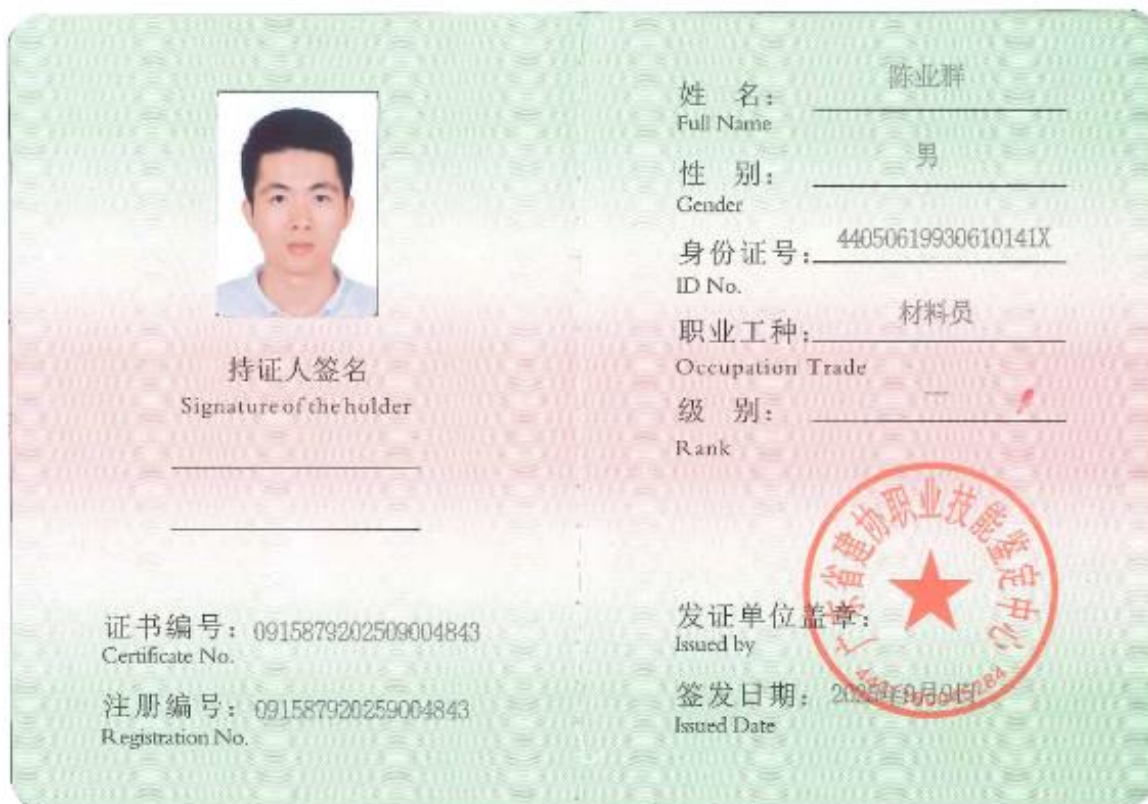 持证人签名
Signature of the holder
证书编号：0915879202509004843
Certificate No.
注册编号：091587920259004843
Registration No.
姓 名：陈业群
Full Name
性 别：男
Gender
身份证号：44050619930610141X
ID No.
职业工种：材料员
Occupation Trade
级 别：---
Rank
广东省建协职业技能鉴定中心
发证单位盖章：
Issued by
签发日期：
Issued Date